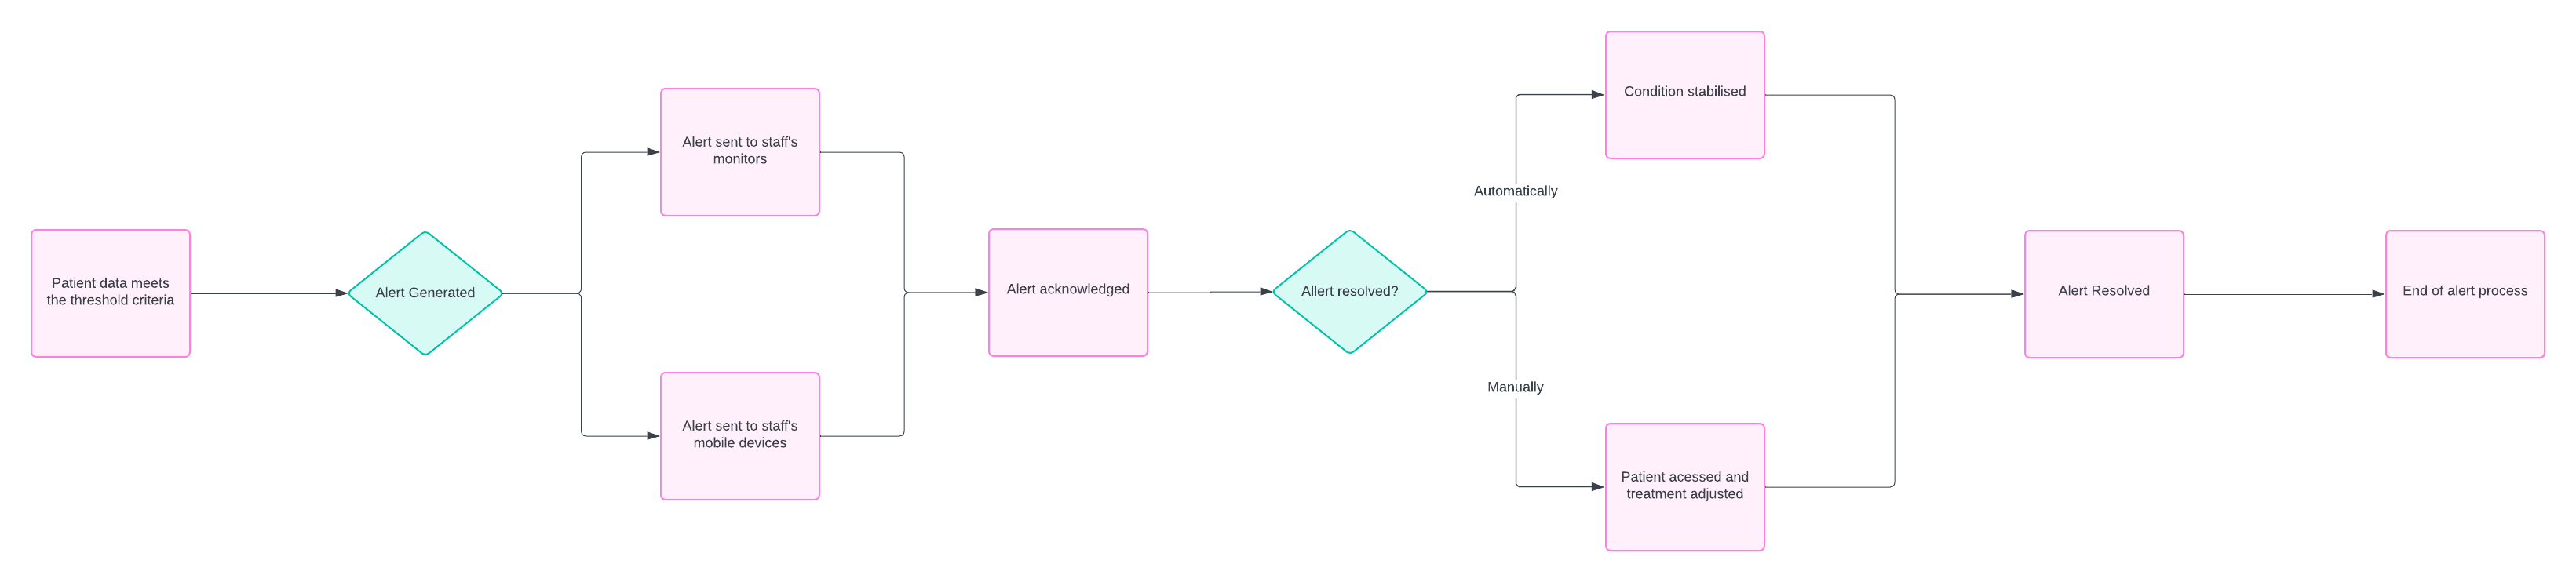 Patient data meets
the threshold criteria
Alert Generated
Alert sent to staff's
monitors
Alert sent to staff's
mobile devices
Alert acknowledged
Allert resolved?
Automatically
Manually
Condition stabilised
Patient acessed and
treatment adjusted
Alert Resolved
End of alert process